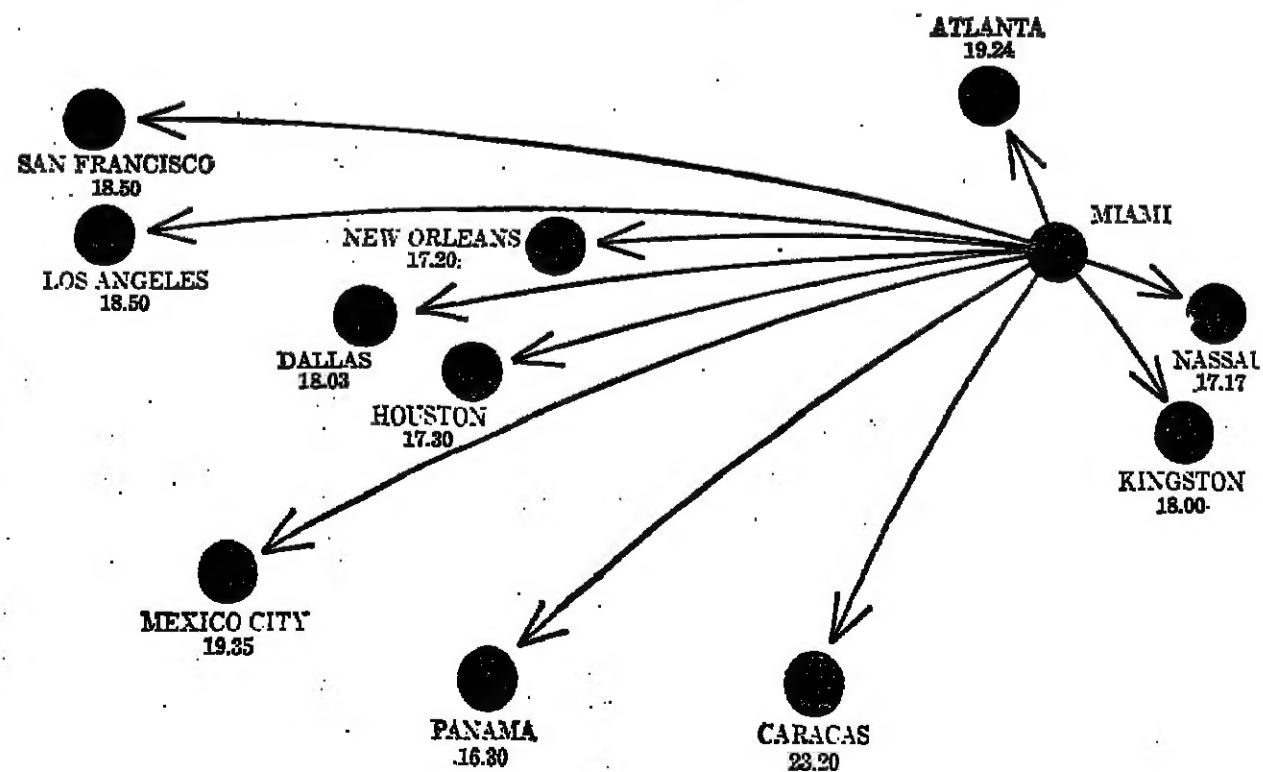 ATLANTA
19.24
SAN FRANCISCO
18.50
MIAMI
NEW ORLEANS
17.20
LOS ANGELES
18.50
DALLAS
18.03
NASSAU
17.17
HOUSTON
17.30
KINGSTON
18.00
MEXICO CITY
19.35
PANAMA
16.30
CARACAS
23.20